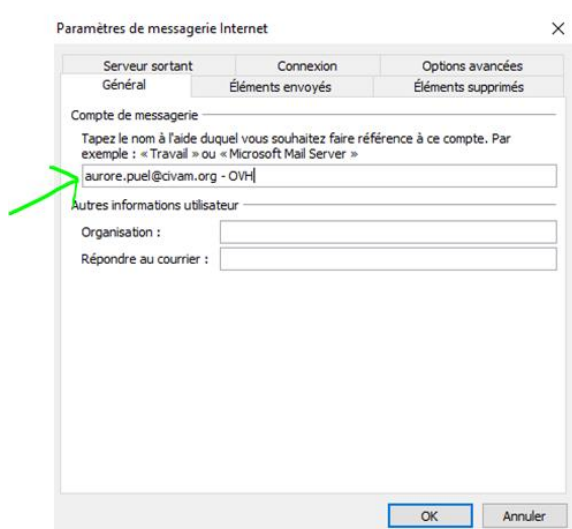 Paramètres de messagerie Internet
Serveur sortant
Connexion
Options avancées
Général
Éléments envoyés
Éléments supprimés
Compte de messagerie
Tapez le nom à l'aide duquel vous souhaitez faire référence à ce compte. Par
exemple : « Travail » ou « Microsoft Mail Server »
aurore.puel@civam.org - OVH
Autres informations utilisateur
Organisation :
Répondre au courrier :
OK
Annuler